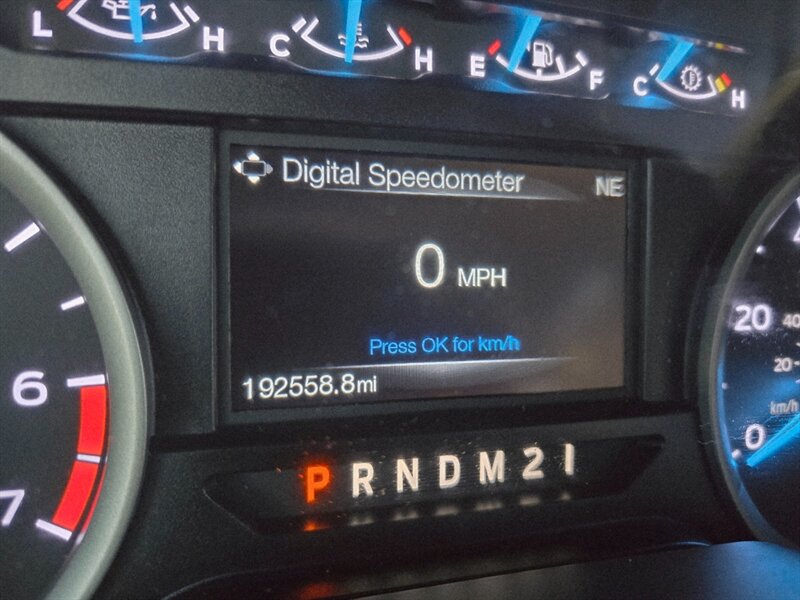 L H C H E F C H
Digital Speedometer NE
0 MPH
Press OK for km/h
192558.8mi
P R N D M 2 1
6
7
20
40
20
km/h
0